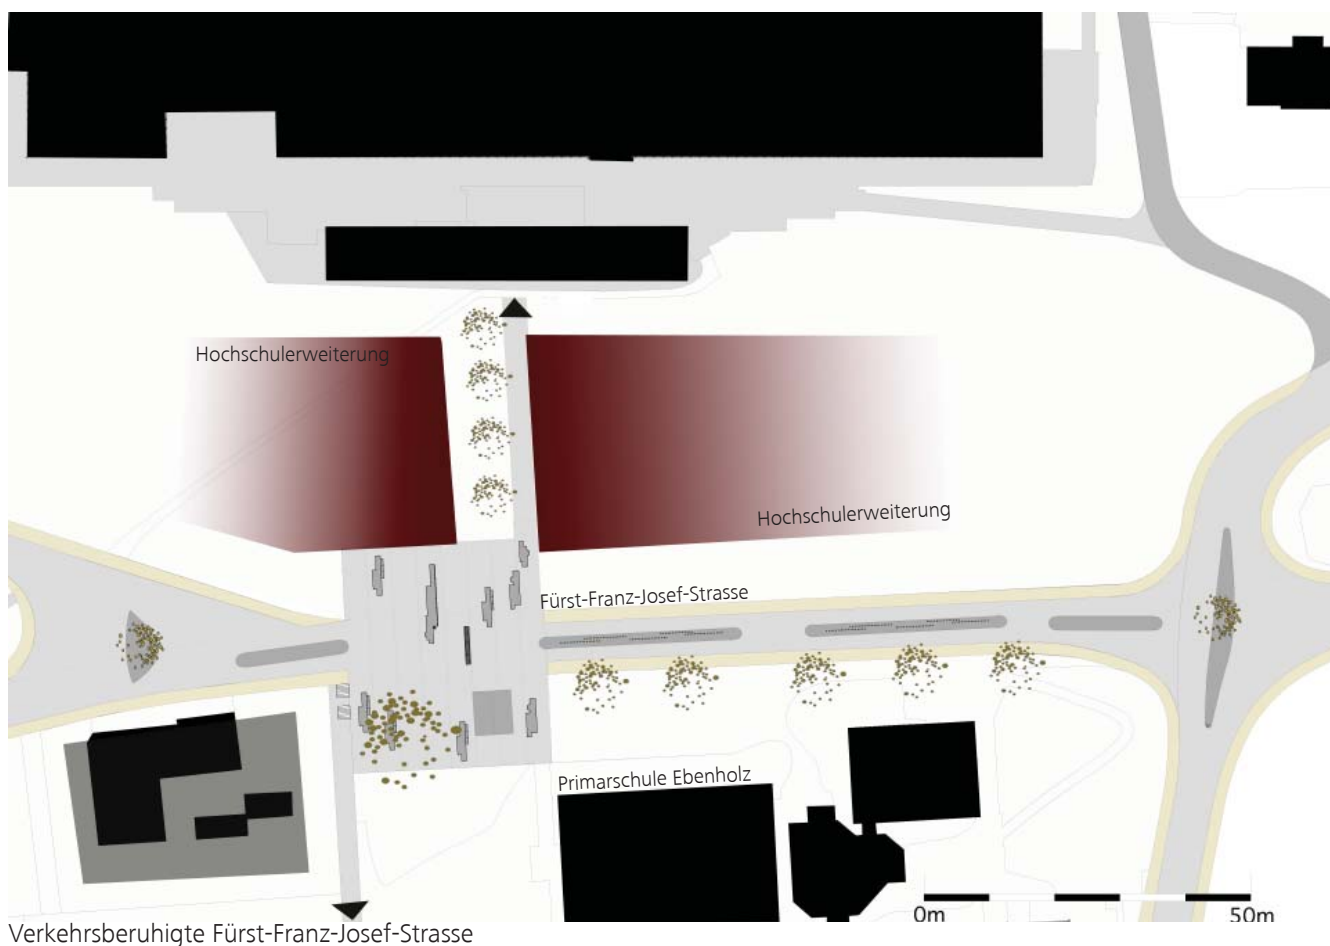 Hochschulerweiterung
Hochschulerweiterung
Fürst-Franz-Josef-Strasse
Primarschule Ebenholz
0m
50m
Verkehrsberuhigte Fürst-Franz-Josef-Strasse